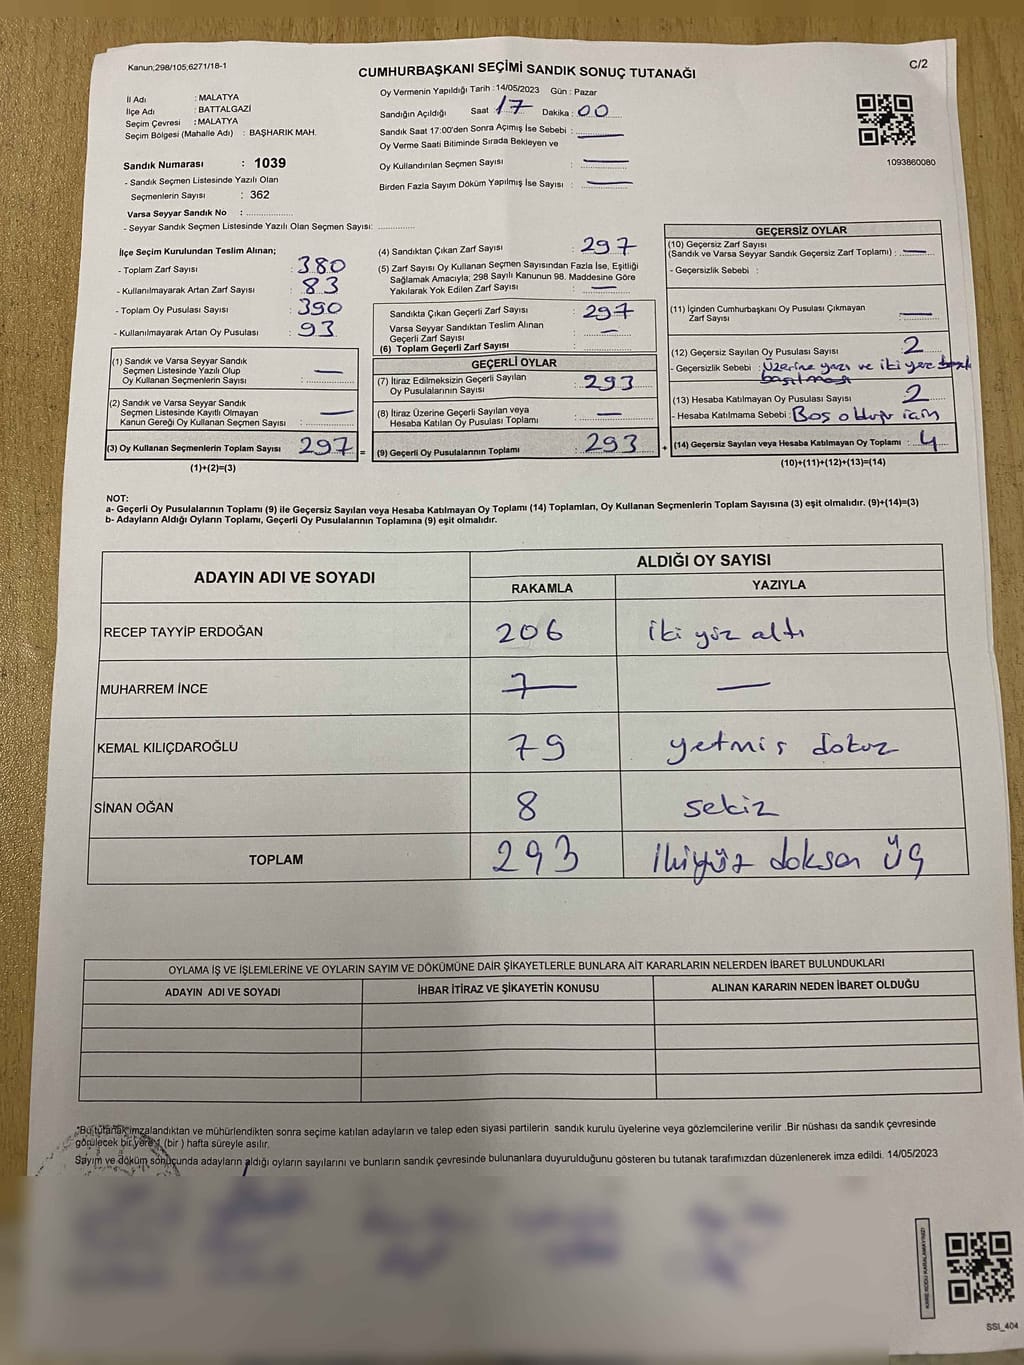 Kanun;298/105,6271/18-1
CUMHURBAŞKANI SEÇİMİ SANDIK SONUÇ TUTANAĞI
C/2
İl Adı : MALATYA
İlçe Adı : BATTALGAZİ
Seçim Çevresi : MALATYA
Seçim Bölgesi (Mahalle Adı) : BAŞHARIK MAH.
Sandık Numarası : 1039
- Sandık Seçmen Listesinde Yazılı Olan
Seçmenlerin Sayısı : 362
Varsa Seyyar Sandık No : ................
- Seyyar Sandık Seçmen Listesinde Yazılı Olan Seçmen Sayısı: ............
Oy Vermenin Yapıldığı Tarih : 14/05/2023 Gün : Pazar
Sandığın Açıldığı Saat 17 Dakika : 00
Sandık Saat 17:00'den Sonra Açımış İse Sebebi : —
Oy Verme Saati Bitiminde Sırada Bekleyen ve
Oy Kullandırılan Seçmen Sayısı : —
Birden Fazla Sayım Döküm Yapılmış İse Sayısı : —
1093860080
İlçe Seçim Kurulundan Teslim Alınan;
- Toplam Zarf Sayısı : 380
- Kullanılmayarak Artan Zarf Sayısı : 83
- Toplam Oy Pusulası Sayısı : 390
- Kullanılmayarak Artan Oy Pusulası : 93
(1) Sandık ve Varsa Seyyar Sandık
Seçmen Listesinde Yazılı Olup
Oy Kullanan Seçmenlerin Sayısı : —
(2) Sandık ve Varsa Seyyar Sandık
Seçmen Listesinde Kayıtlı Olmayan
Kanun Gereği Oy Kullanan Seçmen Sayısı : —
(3) Oy Kullanan Seçmenlerin Toplam Sayısı 297 =
(1)+(2)=(3)
(4) Sandıktan Çıkan Zarf Sayısı : 297
(5) Zarf Sayısı Oy Kullanan Seçmen Sayısından Fazla İse, Eşitliği
Sağlamak Amacıyla; 298 Sayılı Kanunun 98. Maddesine Göre
Yakılarak Yok Edilen Zarf Sayısı : —
Sandıkta Çıkan Geçerli Zarf Sayısı : 297
Varsa Seyyar Sandıktan Teslim Alınan
Geçerli Zarf Sayısı : —
(6) Toplam Geçerli Zarf Sayısı
GEÇERLİ OYLAR
(7) İtiraz Edilmeksizin Geçerli Sayılan
Oy Pusulalarının Sayısı : 293
(8) İtiraz Üzerine Geçerli Sayılan veya
Hesaba Katılan Oy Pusulası Toplamı : —
(9) Geçerli Oy Pusulalarının Toplamı : 293 +
GEÇERSİZ OYLAR
(10) Geçersiz Zarf Sayısı
(Sandık ve Varsa Seyyar Sandık Geçersiz Zarf Toplamı) : —
- Geçersizlik Sebebi :
(11) İçinden Cumhurbaşkanı Oy Pusulası Çıkmayan
Zarf Sayısı : —
(12) Geçersiz Sayılan Oy Pusulası Sayısı : 2
- Geçersizlik Sebebi : Üzerine yazı ve iki yere
basılması
(13) Hesaba Katılmayan Oy Pusulası Sayısı : 2
- Hesaba Katılmama Sebebi : Boş olduğu için
(14) Geçersiz Sayılan veya Hesaba Katılmayan Oy Toplamı : 4
(10)+(11)+(12)+(13)=(14)
NOT:
a- Geçerli Oy Pusulalarının Toplamı (9) ile Geçersiz Sayılan veya Hesaba Katılmayan Oy Toplamı (14) Toplamları, Oy Kullanan Seçmenlerin Toplam Sayısına (3) eşit olmalıdır. (9)+(14)=(3)
b- Adayların Aldığı Oyların Toplamı, Geçerli Oy Pusulalarının Toplamına (9) eşit olmalıdır.
ADAYIN ADI VE SOYADI
ALDIĞI OY SAYISI
RAKAMLA YAZIYLA
RECEP TAYYİP ERDOĞAN 206 iki yüz altı
MUHARREM İNCE 7 —
KEMAL KILIÇDAROĞLU 79 yetmiş dokuz
SİNAN OĞAN 8 sekiz
TOPLAM 293 ikiyüz doksan üç
OYLAMA İŞ VE İŞLEMLERİNE VE OYLARIN SAYIM VE DÖKÜMÜNE DAİR ŞİKAYETLERLE BUNLARA AİT KARARLARIN NELERDEN İBARET BULUNDUKLARI
ADAYIN ADI VE SOYADI İHBAR İTİRAZ VE ŞİKAYETİN KONUSU ALINAN KARARIN NEDEN İBARET OLDUĞU
*Bu tutanak imzalandıktan ve mühürlendikten sonra seçime katılan adayların ve talep eden siyasi partilerin sandık kurulu üyelerine veya gözlemcilerine verilir .Bir nüshası da sandık çevresinde
görülecek bir yere 1 (bir ) hafta süreyle asılır.
Sayım ve döküm sonucunda adayların aldığı oyların sayılarını ve bunların sandık çevresinde bulunanlara duyurulduğunu gösteren bu tutanak tarafımızdan düzenlenerek imza edildi. 14/05/2023
KARE KODU KARALAMAYINIZ!
SSI_404